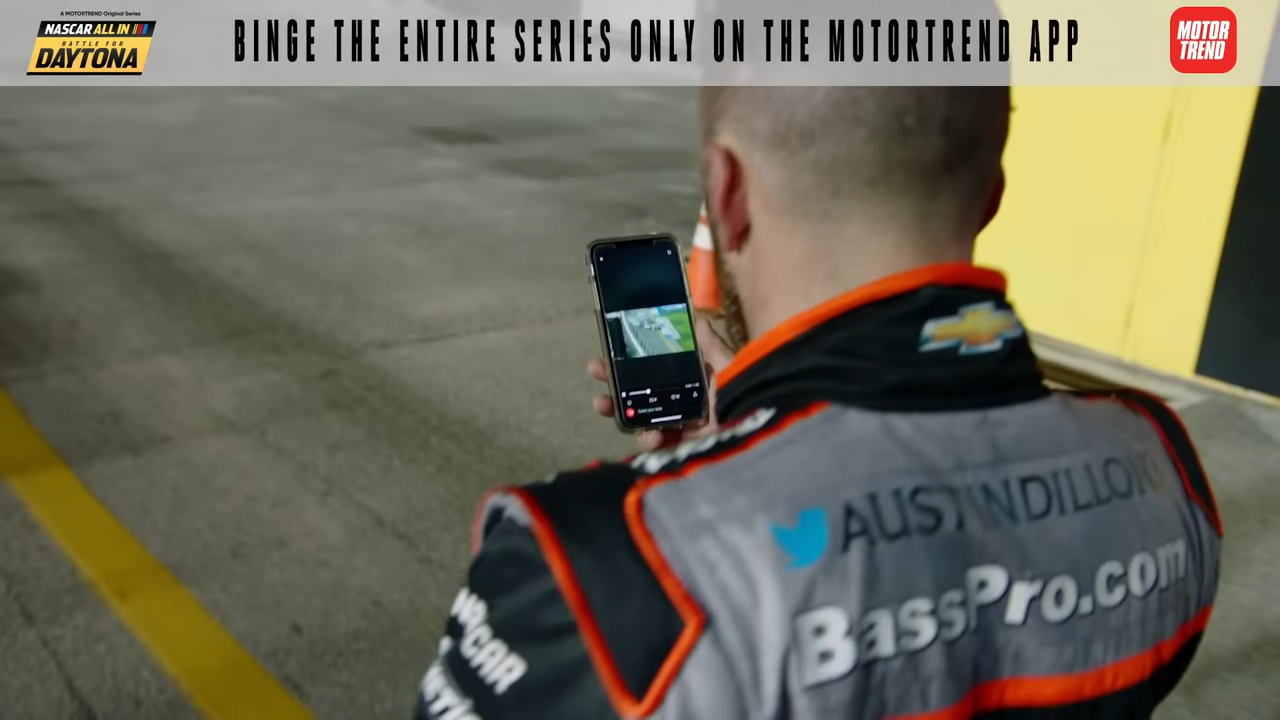 A MOTORTREND Original Series
NASCAR ALL IN
BATTLE FOR
DAYTONA
BINGE THE ENTIRE SERIES ONLY ON THE MOTORTREND APP
MOTOR
TREND
AUSTINDILLON
BassPro.com